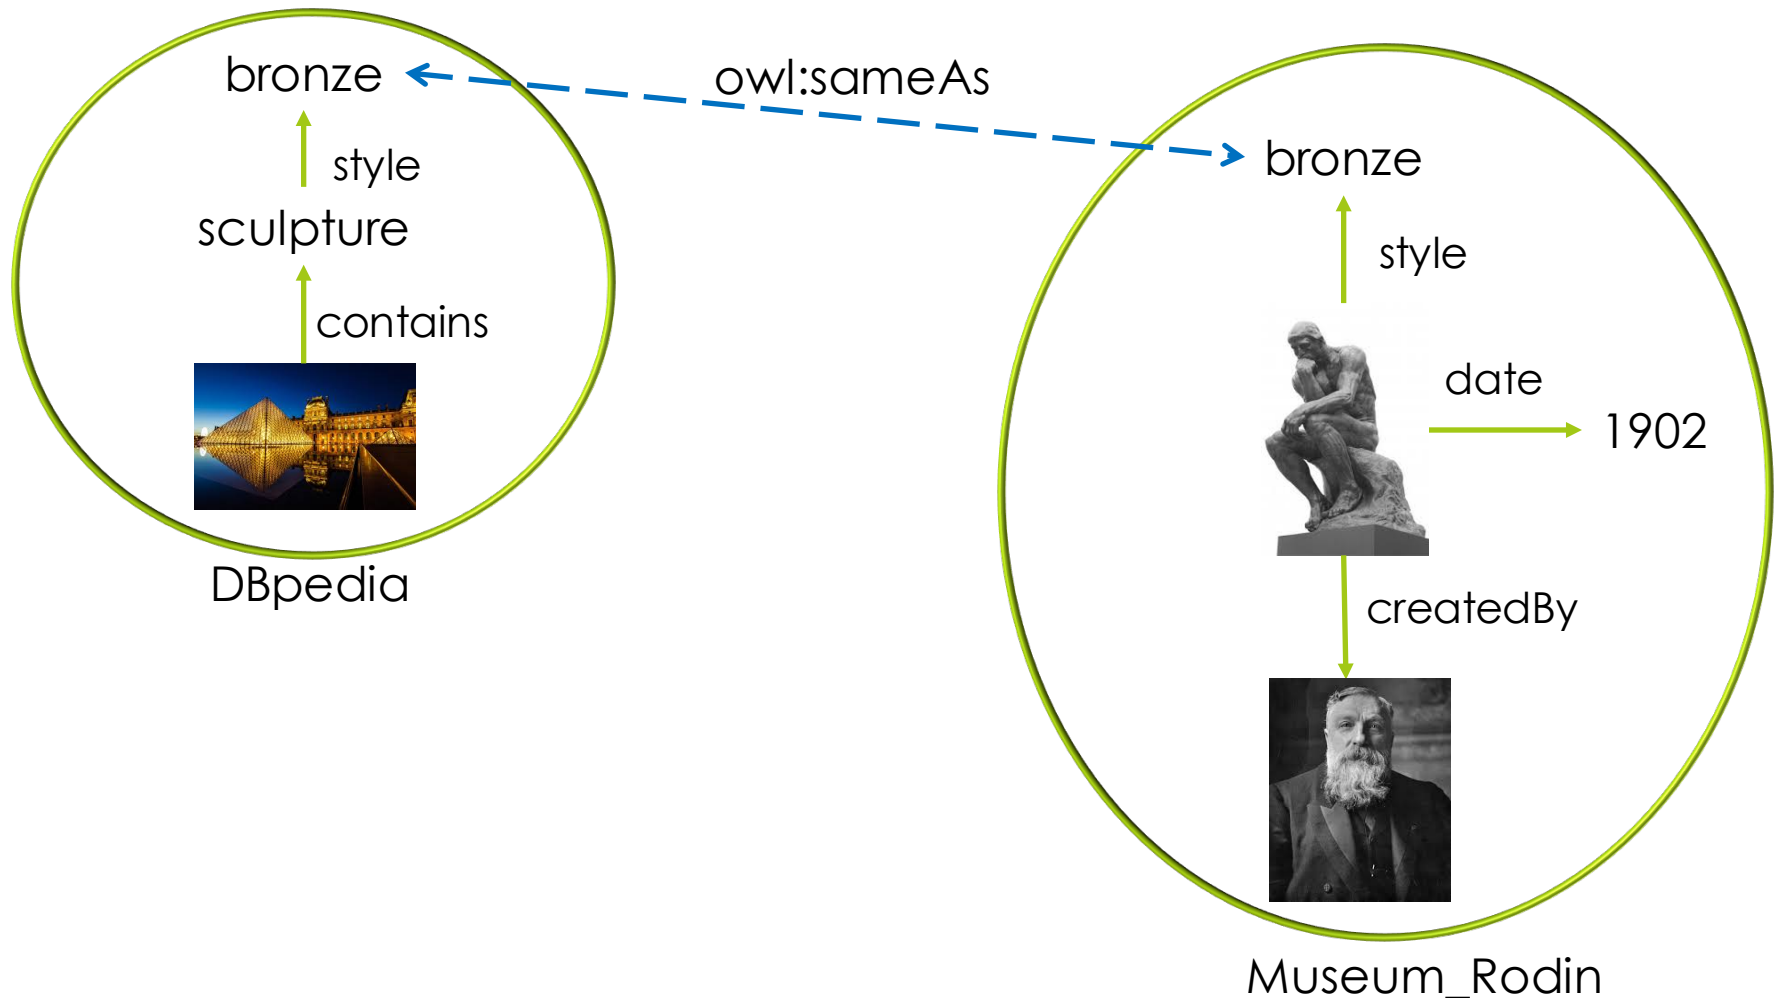 bronze
style
sculpture
contains
DBpedia
owl:sameAs
bronze
style
date
1902
createdBy
Museum_Rodin